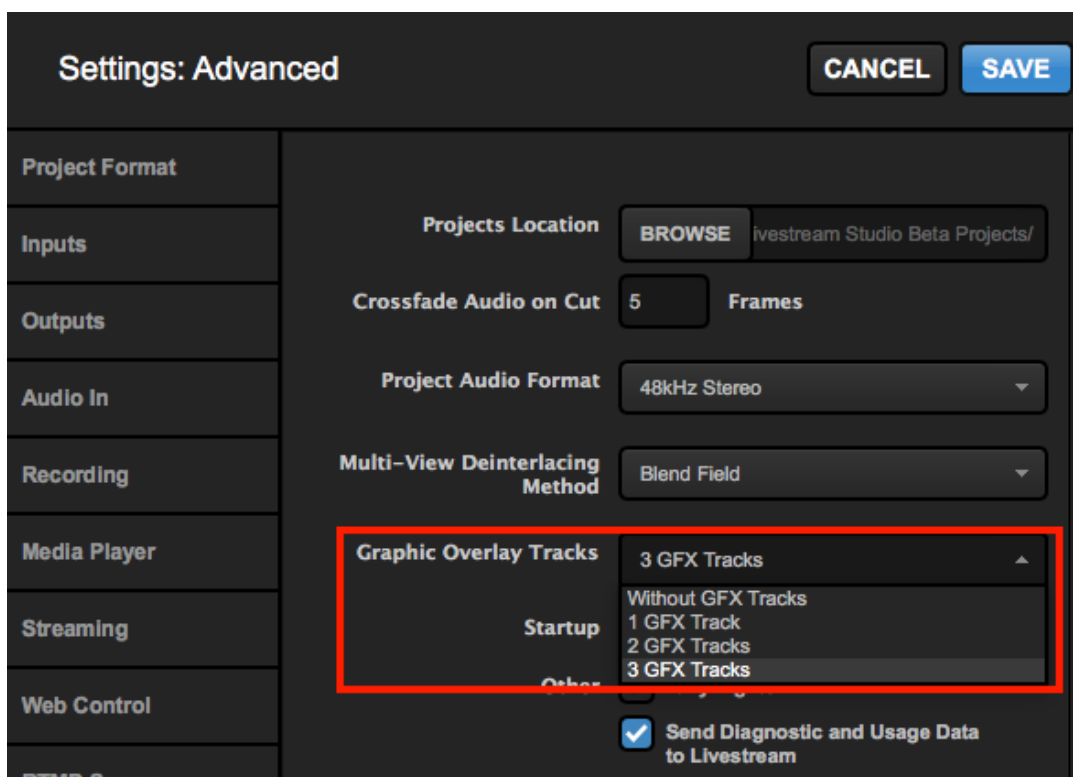 Settings: Advanced
CANCEL
SAVE
Project Format
Inputs
Outputs
Audio In
Recording
Media Player
Streaming
Web Control
Projects Location
BROWSE
ivestream Studio Beta Projects/
Crossfade Audio on Cut
5
Frames
Project Audio Format
48kHz Stereo
Multi-View Deinterlacing
Method
Blend Field
Graphic Overlay Tracks
3 GFX Tracks
Without GFX Tracks
1 GFX Track
2 GFX Tracks
3 GFX Tracks
Startup
Other
Send Diagnostic and Usage Data
to Livestream